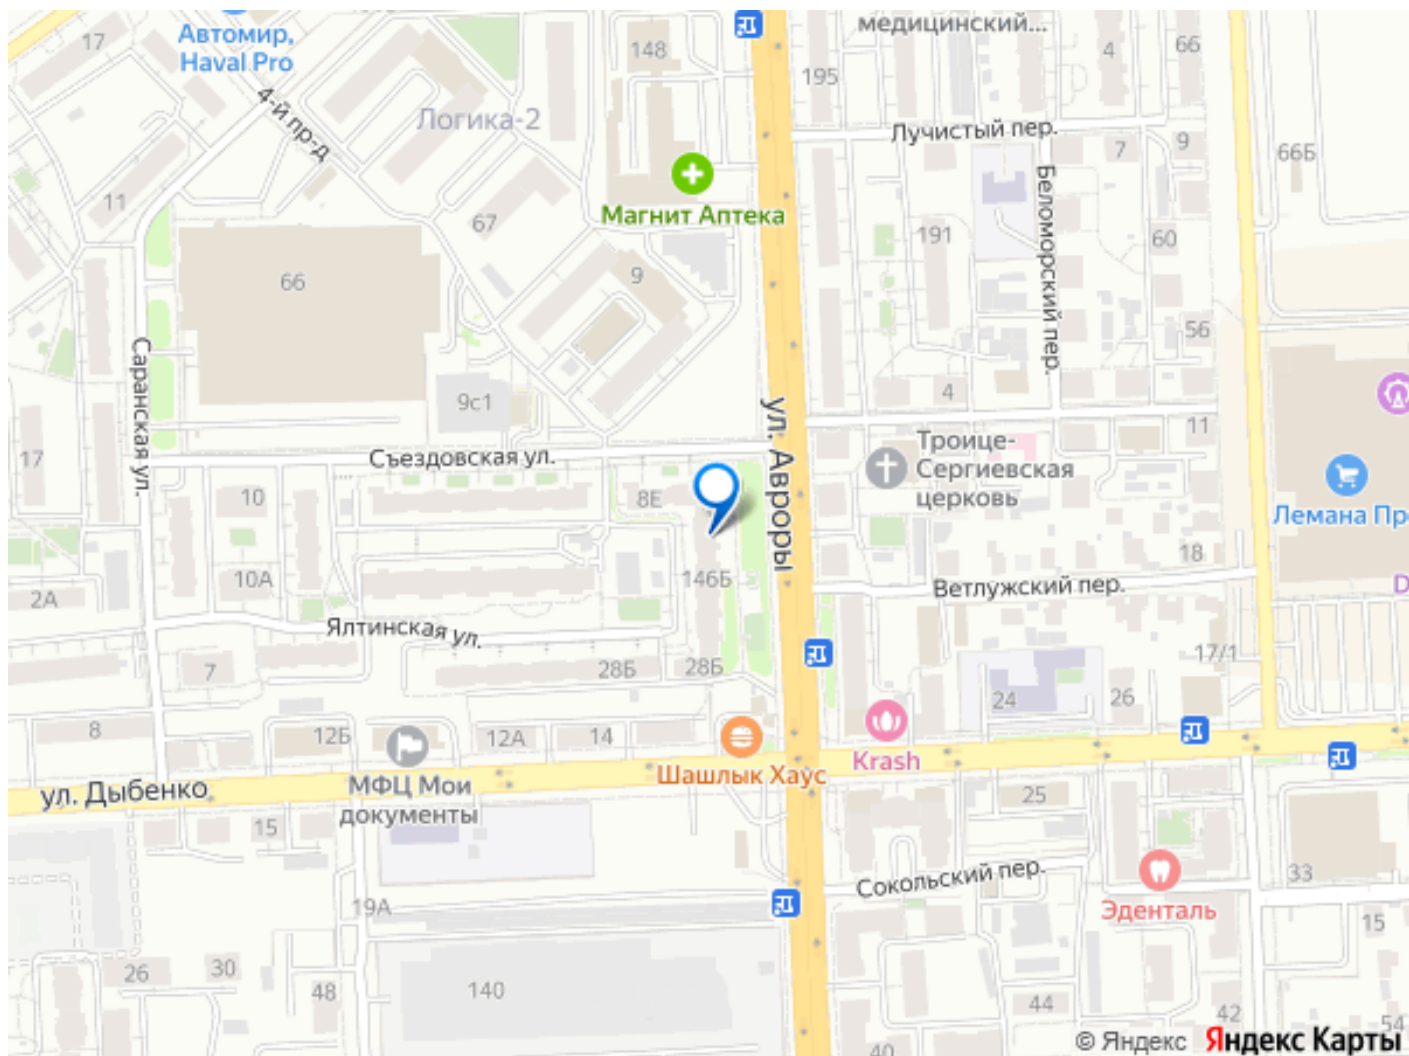 медицинский...
17
Автомир,
Haval Pro
148
4
66
195
4-й пр-д
Логика-2
Лучистый пер.
7
9
66Б
Магнит Аптека
11
67
Беломорский пер.
191
60
66
9
ул. Авроры
56
Саранская ул.
9с1
4
11
Троице-
Сергиевская
церковь
17
Съездовская ул.
Лемана Пр
10
8Е
18
10А
146Б
Ветлужский пер.
D
2А
Ялтинская ул.
17/1
7
28Б
28Б
24
26
8
12Б
12А
14
Krash
МФЦ Мои
документы
Шашлык Хаус
ул. Дыбенко
25
15
Сокольский пер.
33
19А
Эденталь
15
26
30
48
140
44
42
54
40
© Яндекс Яндекс Карты